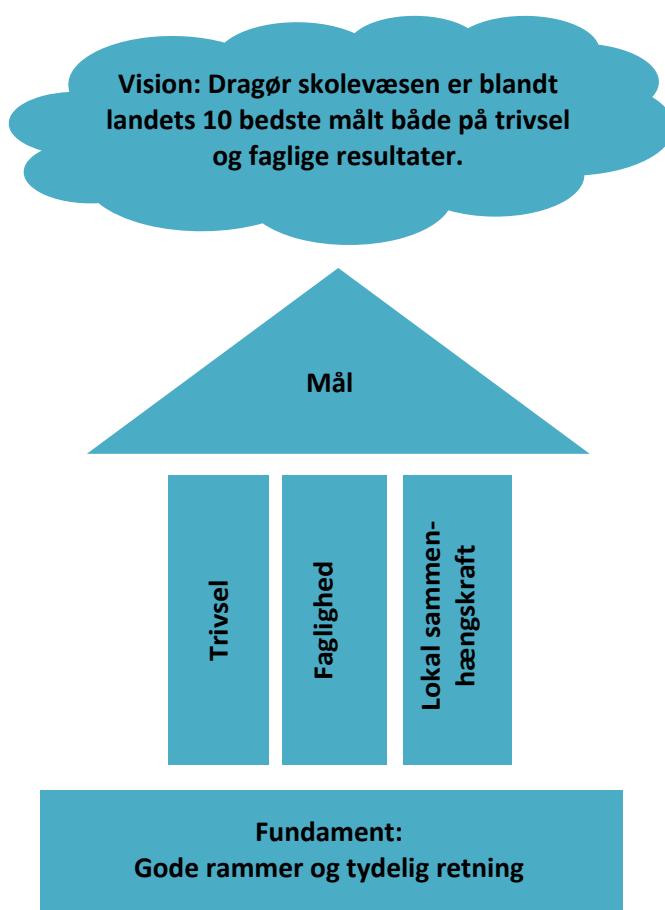 Vision: Dragør skolevæsen er blandt
landets 10 bedste målt både på trivsel
og faglige resultater.
Mål
Trivsel
Faglighed
Lokal sammen-
hængskraft
Fundament:
Gode rammer og tydelig retning